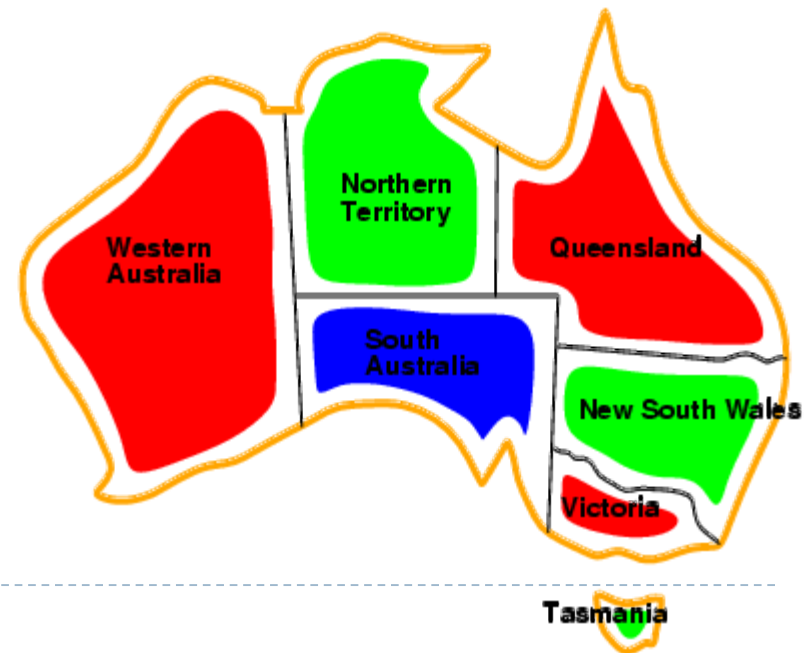 Northern
Territory
Western
Australia
Queensland
South
Australia
New South Wales
Victoria
Tasmania